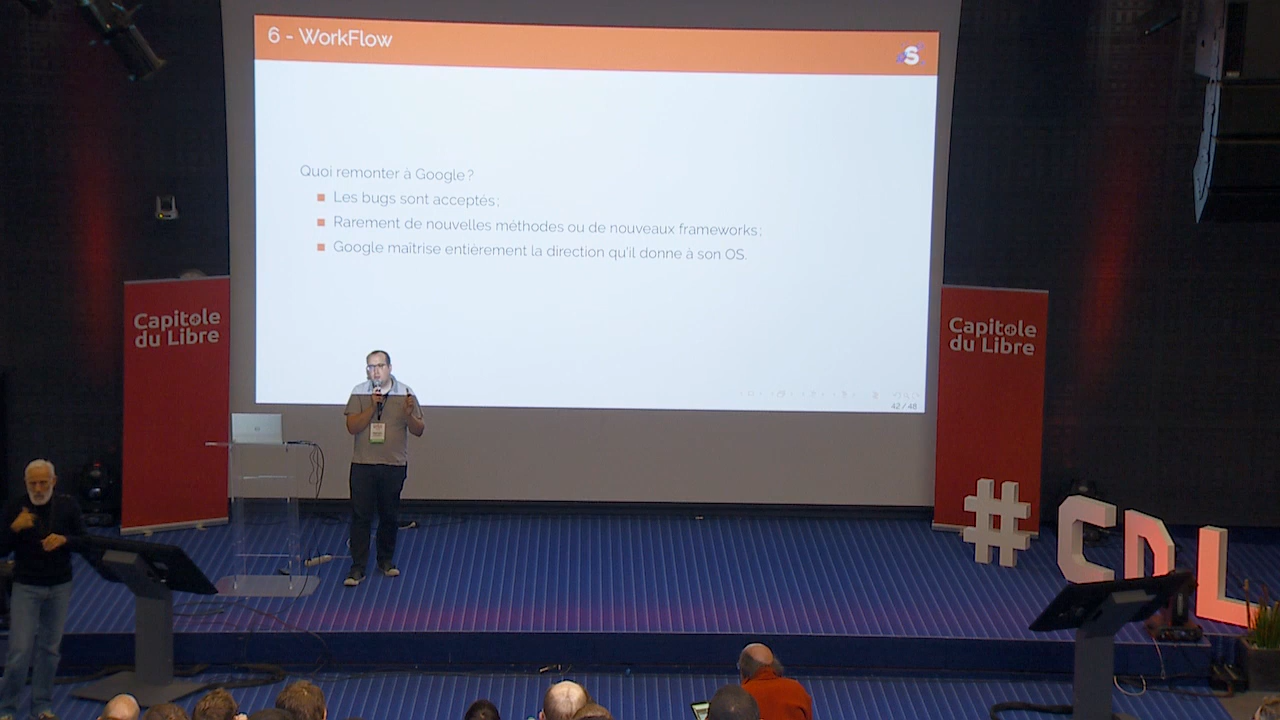 6 - WorkFlow
S
Quoi remonter à Google ?
Les bugs sont acceptés ;
Rarement de nouvelles méthodes ou de nouveaux frameworks ;
Google maîtrise entièrement la direction qu'il donne à son OS.
42 / 48
Capitole
du Libre
Capitole
du Libre
#CDL